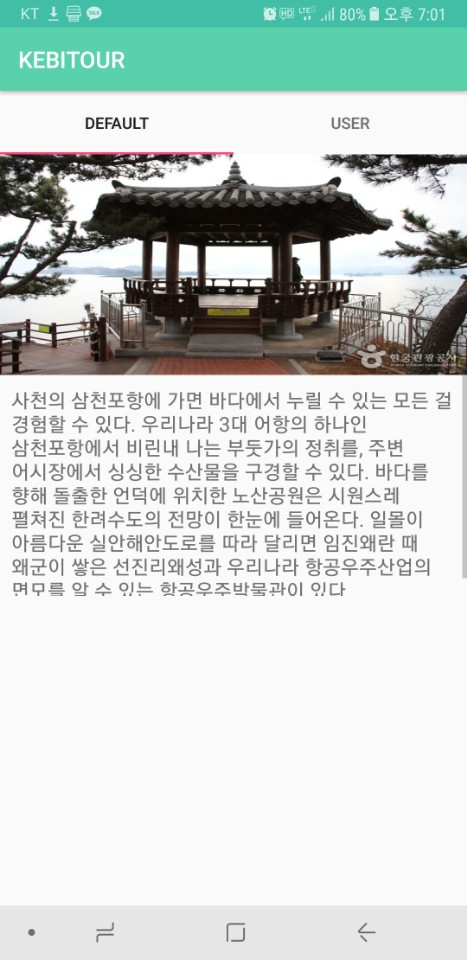 KT TALK HD LTE 80% 오후 7:01
KEBITOUR
DEFAULT USER
한국관광공사
사천의 삼천포항에 가면 바다에서 누릴 수 있는 모든 걸
경험할 수 있다. 우리나라 3대 어항의 하나인
삼천포항에서 비린내 나는 부둣가의 정취를, 주변
어시장에서 싱싱한 수산물을 구경할 수 있다. 바다를
향해 돌출한 언덕에 위치한 노산공원은 시원스레
펼쳐진 한려수도의 전망이 한눈에 들어온다. 일몰이
아름다운 실안해안도로를 따라 달리면 임진왜란 때
왜군이 쌓은 선진리왜성과 우리나라 항공우주산업의
면모를 알 수 있는 항공우주박물관이 있다